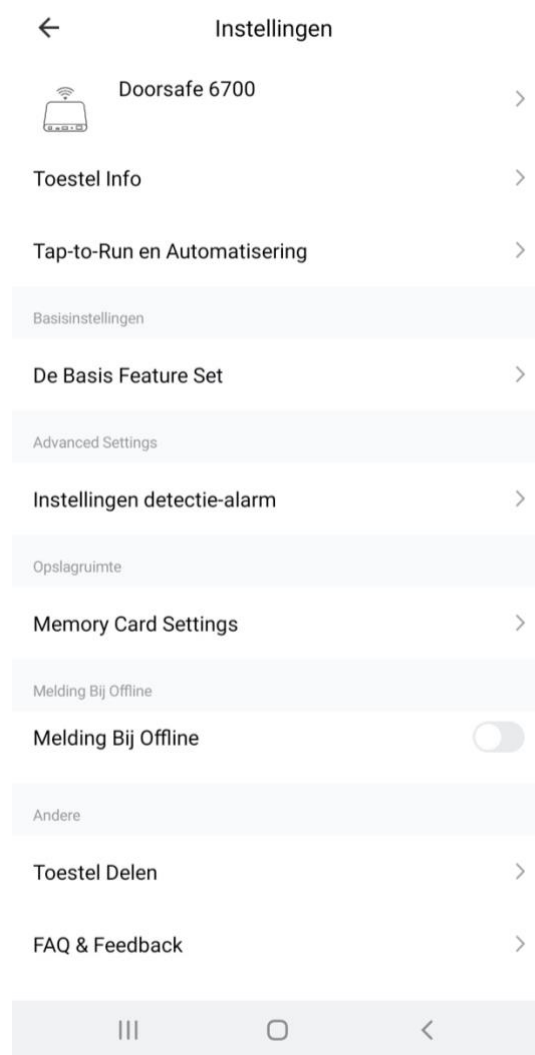 Instellingen
Doorsafe 6700
Toestel Info
Tap-to-Run en Automatisering
Basisinstellingen
De Basis Feature Set
Advanced Settings
Instellingen detectie-alarm
Opslagruimte
Memory Card Settings
Melding Bij Offline
Melding Bij Offline
Andere
Toestel Delen
FAQ & Feedback